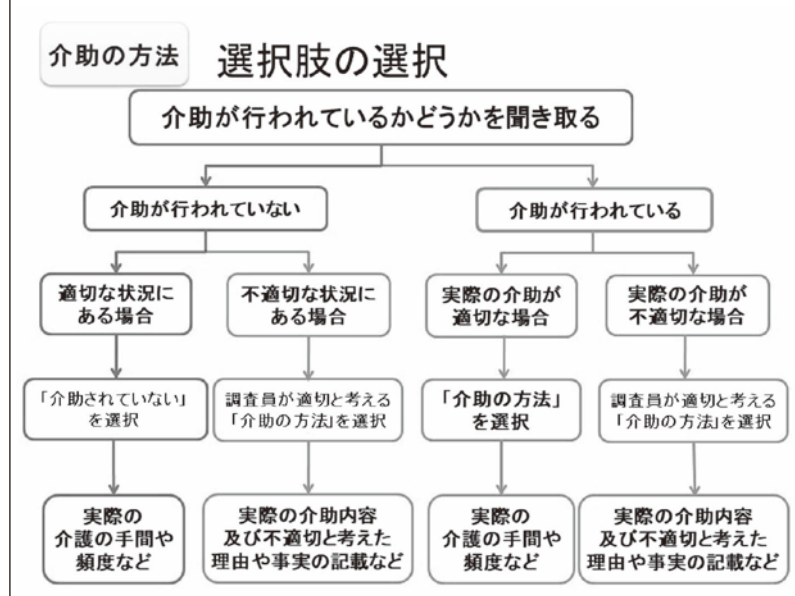 介助の方法
選択肢の選択
介助が行われているかどうかを聞き取る
介助が行われていない
介助が行われている
適切な状況に
ある場合
不適切な状況に
ある場合
実際の介助が
適切な場合
実際の介助が
不適切な場合
「介助されていない」
を選択
調査員が適切と考える
「介助の方法」を選択
「介助の方法」
を選択
調査員が適切と考える
「介助の方法」を選択
実際の
介護の手間や
頻度など
実際の介助内容
及び不適切と考えた
理由や事実の記載など
実際の
介護の手間や
頻度など
実際の介助内容
及び不適切と考えた
理由や事実の記載など